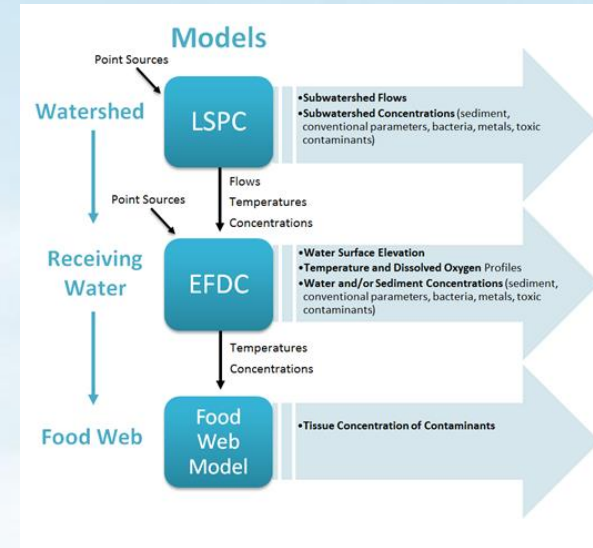 Models
Point Sources
Watershed
LSPC
•Subwatershed Flows
•Subwatershed Concentrations (sediment,
conventional parameters, bacteria, metals, toxic
contaminants)
Flows
Temperatures
Concentrations
Point Sources
Receiving
Water
EFDC
•Water Surface Elevation
•Temperature and Dissolved Oxygen Profiles
•Water and/or Sediment Concentrations (sediment,
conventional parameters, bacteria, metals, toxic
contaminants)
Temperatures
Concentrations
Food Web
Food
Web
Model
•Tissue Concentration of Contaminants